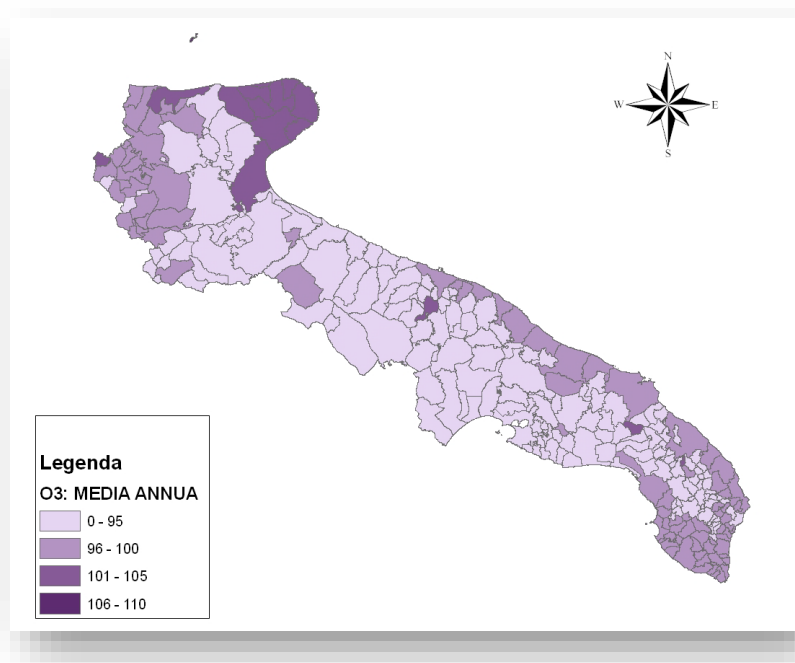 N
W E
S
Legenda
O3: MEDIA ANNUA
0 - 95
96 - 100
101 - 105
106 - 110